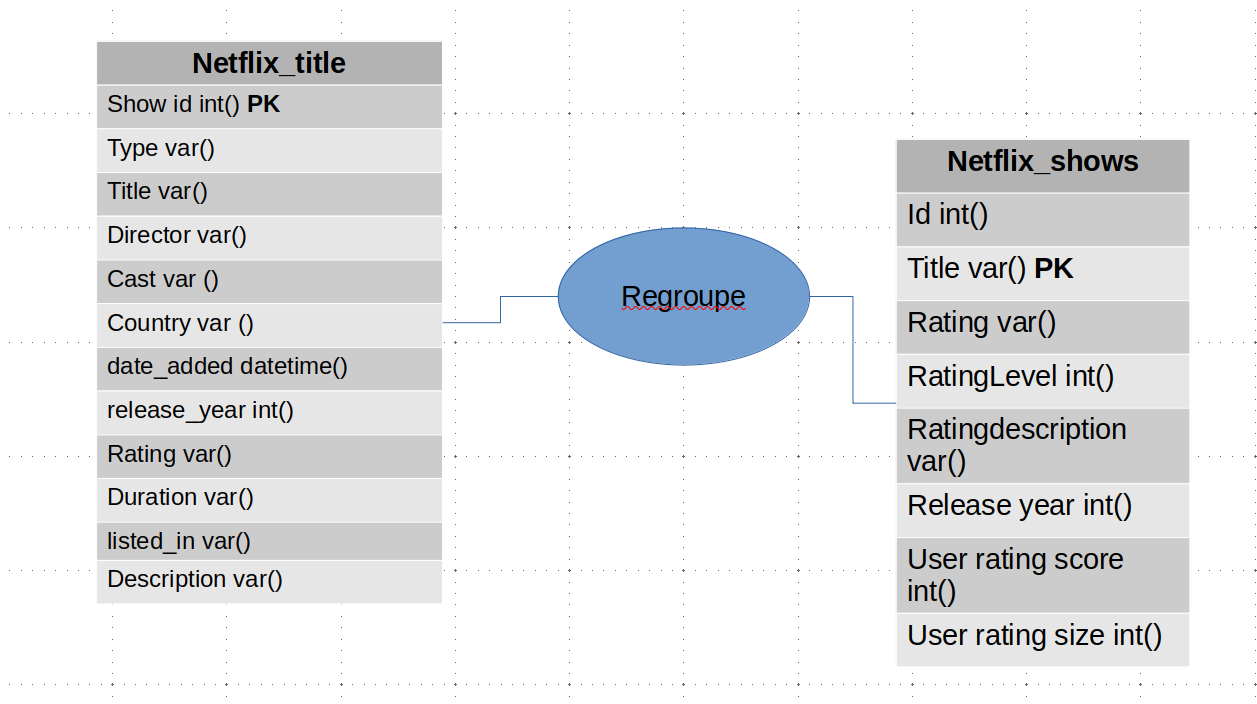 Netflix_title
Show id int() PK
Type var()
Title var()
Director var()
Cast var ()
Country var ()
date_added datetime()
release_year int()
Rating var()
Duration var()
listed_in var()
Description var()
Regroupe
Netflix_shows
Id int()
Title var() PK
Rating var()
RatingLevel int()
Ratingdescription
var()
Release year int()
User rating score
int()
User rating size int()